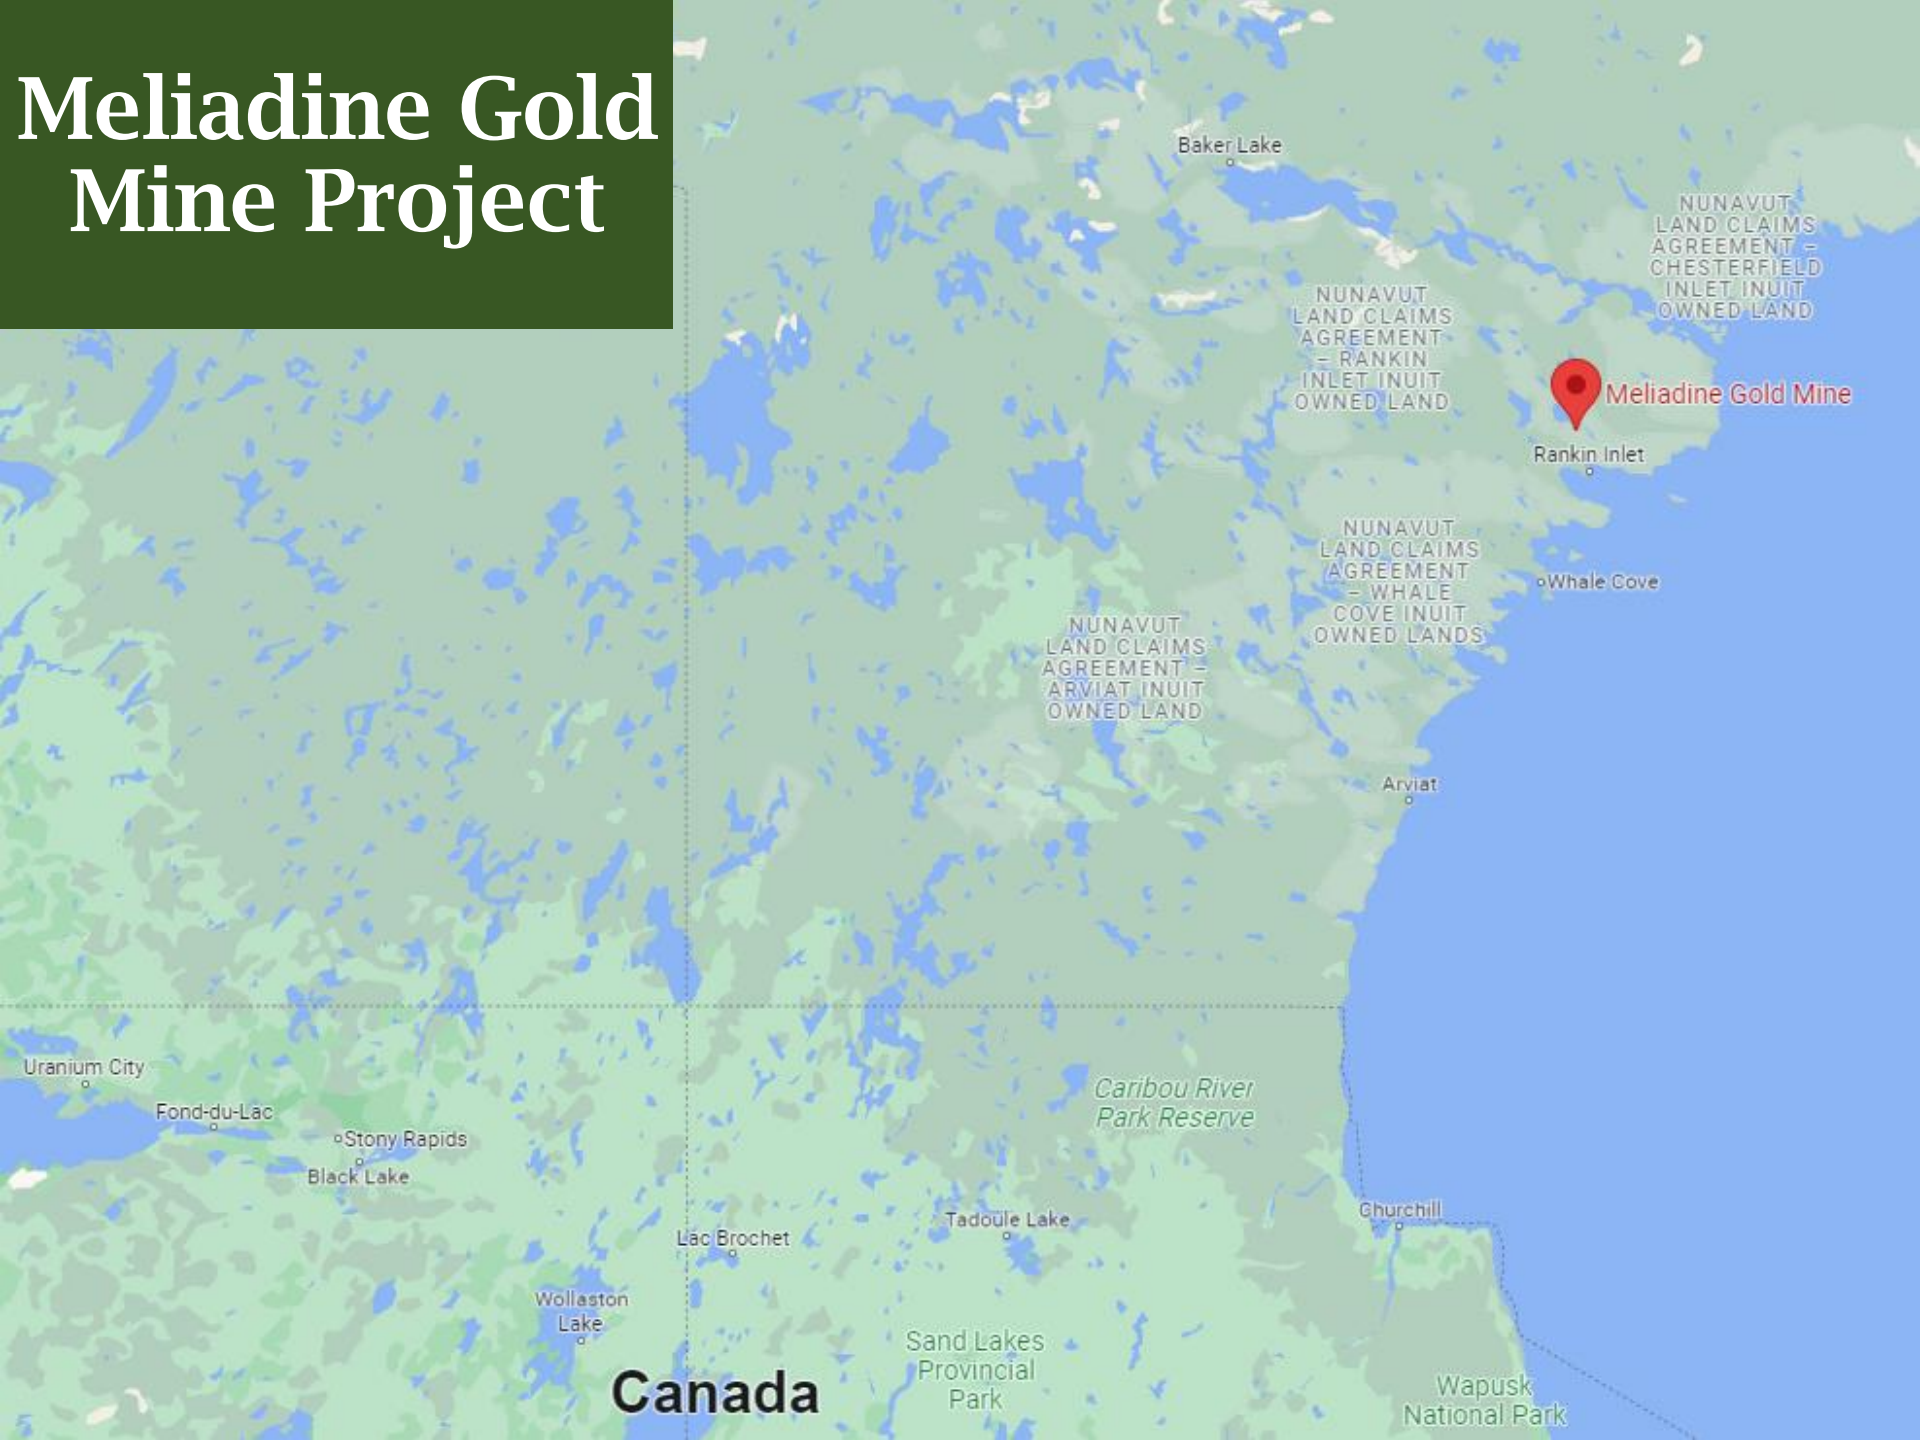 Meliadine Gold
Mine Project
Baker Lake
NUNAVUT
LAND CLAIMS
AGREEMENT –
CHESTERFIELD
INLET INUIT
OWNED LAND
NUNAVUT
LAND CLAIMS
AGREEMENT
– RANKIN
INLET INUIT
OWNED LAND
Meliadine Gold Mine
Rankin Inlet
NUNAVUT
LAND CLAIMS
AGREEMENT
– WHALE
COVE INUIT
OWNED LANDS
Whale Cove
NUNAVUT
LAND CLAIMS
AGREEMENT –
ARVIAT INUIT
OWNED LAND
Arviat
Uranium City
Fond-du-Lac
Stony Rapids
Black Lake
Caribou River
Park Reserve
Churchill
Tadoule Lake
Lac Brochet
Wollaston
Lake
Sand Lakes
Provincial
Park
Canada
Wapusk
National Park